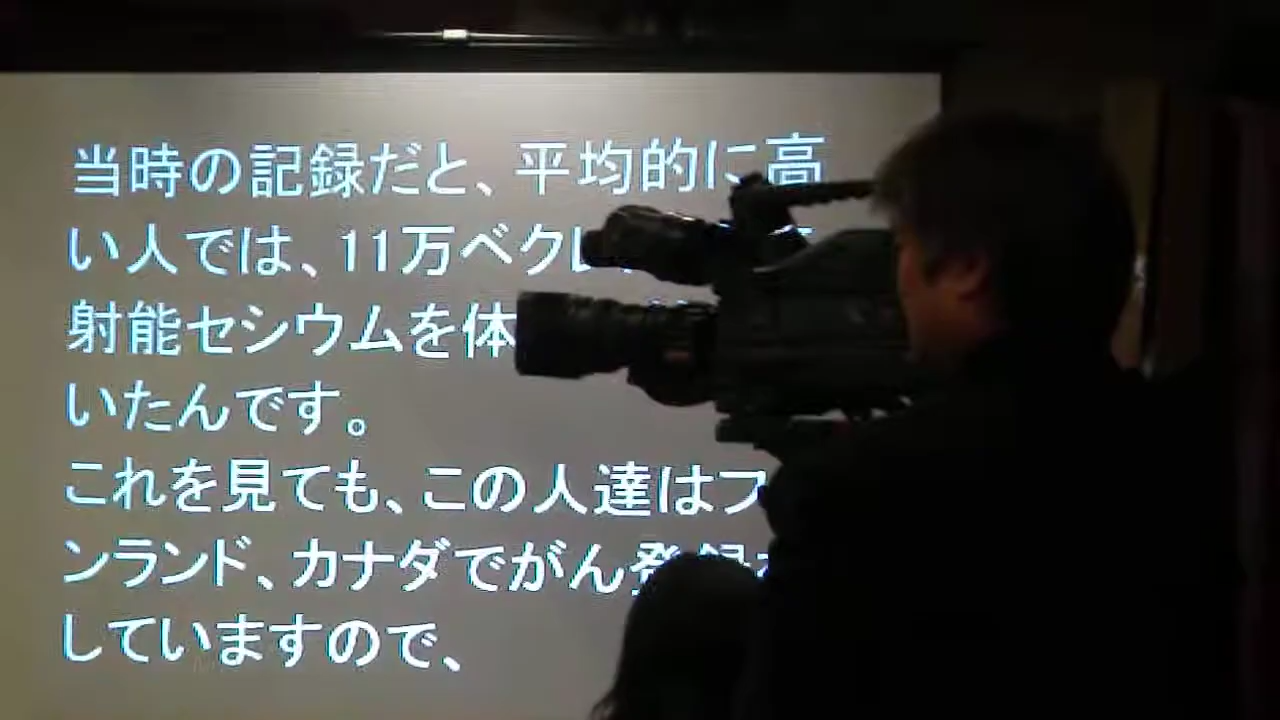 当時の記録だと、平均的に高
い人では、11万ベクレ
射能セシウムを体
いたんです。
これを見ても、この人達はフ
ンランド、カナダでがん登録
していますので、